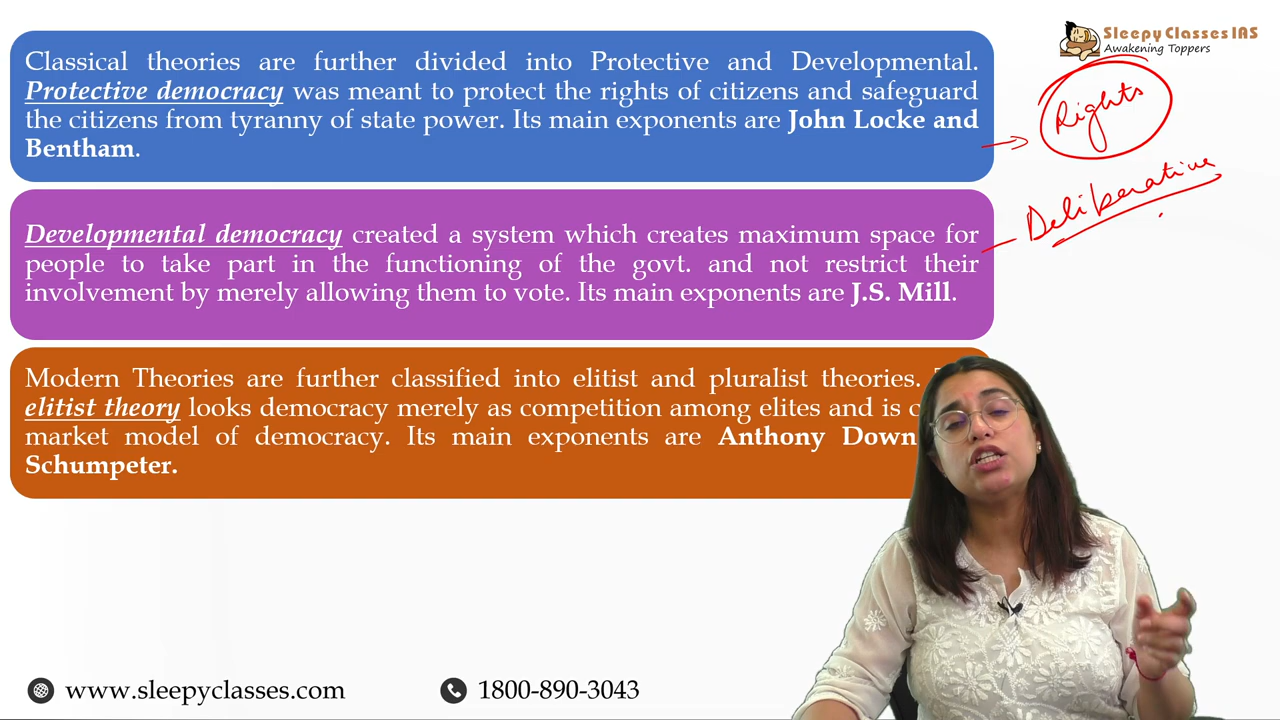 Sleepy Classes IAS
Awakening Toppers
Classical theories are further divided into Protective and Developmental.
Protective democracy was meant to protect the rights of citizens and safeguard
the citizens from tyranny of state power. Its main exponents are John Locke and
Bentham.
Rights
Deliberative
Developmental democracy created a system which creates maximum space for
people to take part in the functioning of the govt. and not restrict their
involvement by merely allowing them to vote. Its main exponents are J.S. Mill.
Modern Theories are further classified into elitist and pluralist theories.
elitist theory looks democracy merely as competition among elites and is
market model of democracy. Its main exponents are Anthony Down
Schumpeter.
www.sleepyclasses.com
1800-890-3043